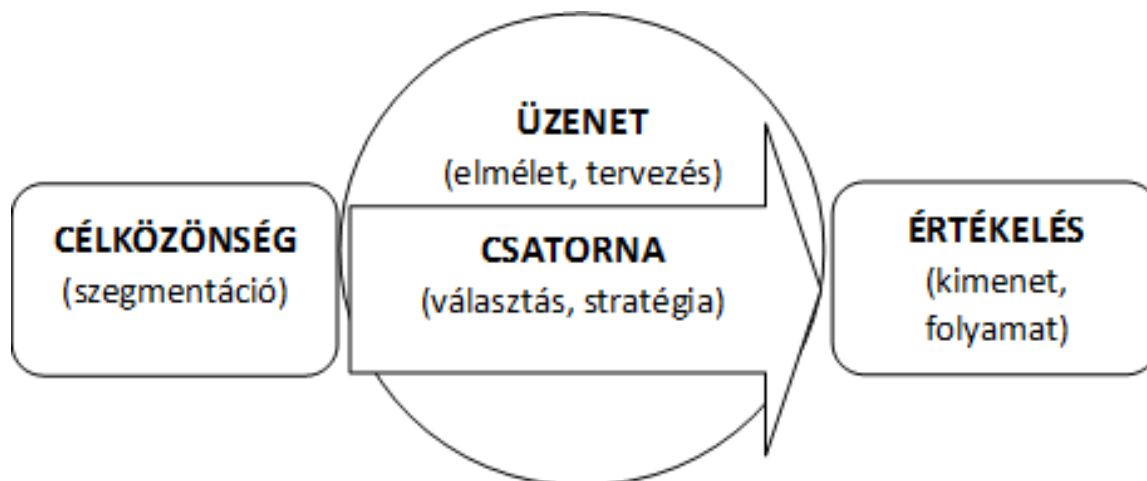 CÉLKÖZÖNSÉG
(szegmentáció)
ÜZENET
(elmélet, tervezés)
CSATORNA
(választás, stratégia)
ÉRTÉKELÉS
(kimenet,
folyamat)